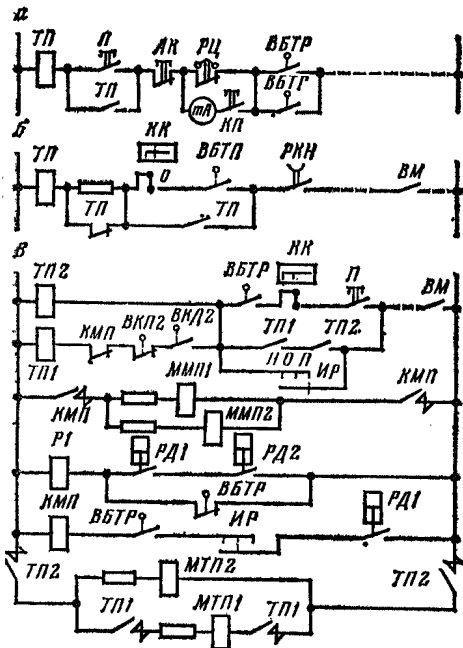 а
ТП П АК РЦ ВБТР
ТП mA КП ВБТГ
б
ТП КК ВБТП РКН ВМ
О
ТП ТП
в
ТП2 ВБТР КК П ВМ
КМП ВКП2 ВКД2 ТП1 ТП2
ТП1 НОП ИР
КМП ММП1 КМП
ММП2
Р1 РД1 РД2
КМП ВБТР
ВБТР ИР РД1
ТП2 МТП2 ТП2
ТП1 МТП1 ТП1